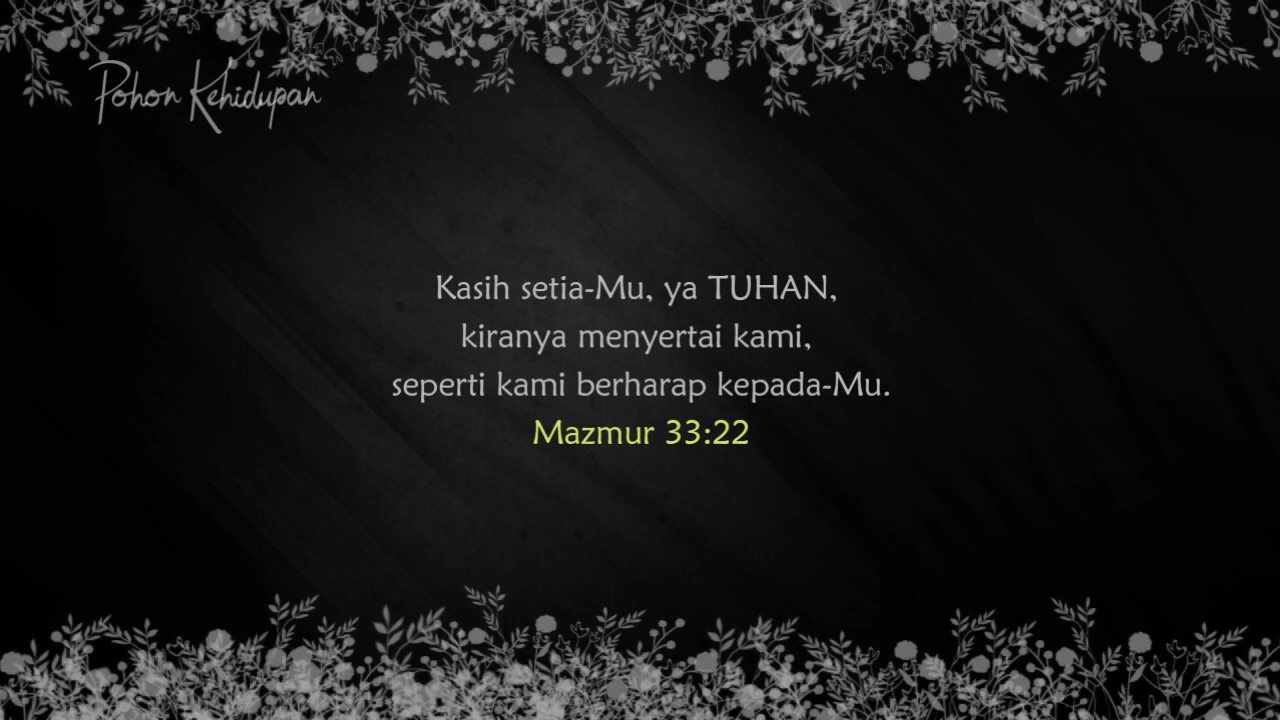 Pohon Kehidupan
Kasih setia-Mu, ya TUHAN,
kiranya menyertai kami,
seperti kami berharap kepada-Mu.
Mazmur 33:22